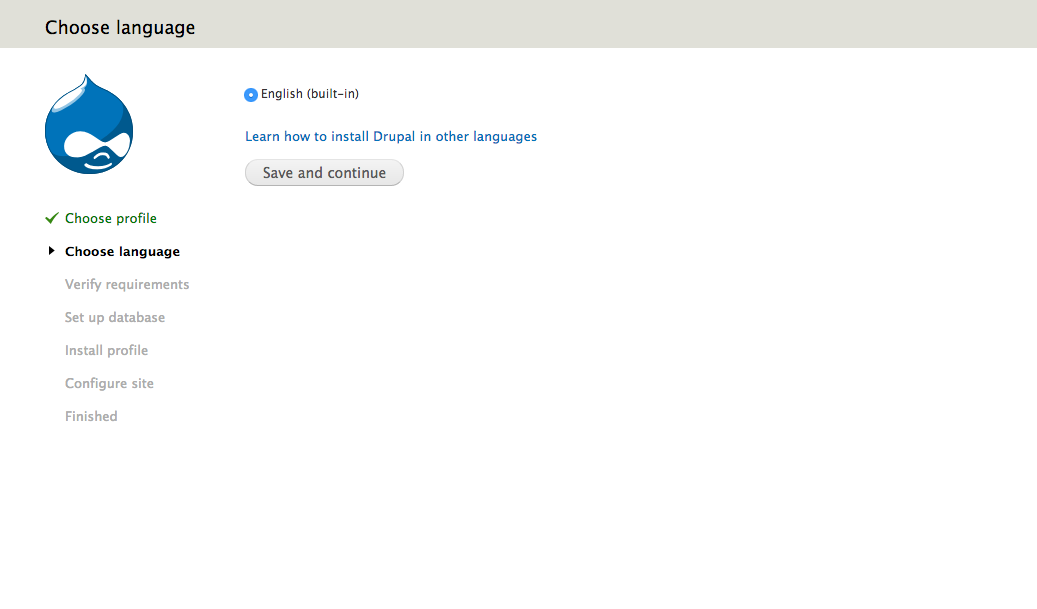 Choose language
English (built-in)
Learn how to install Drupal in other languages
Save and continue
Choose profile
Choose language
Verify requirements
Set up database
Install profile
Configure site
Finished